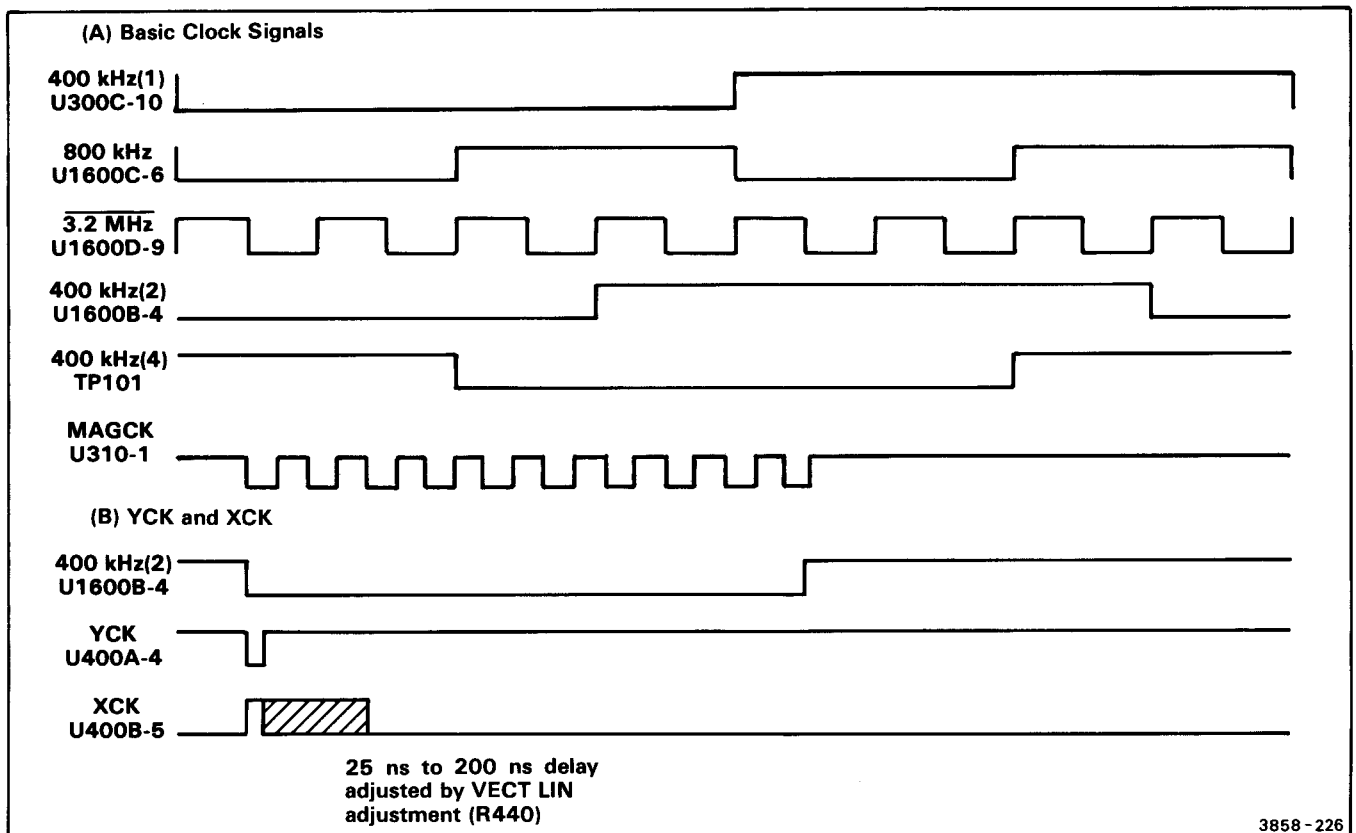 (A) Basic Clock Signals
400 kHz(1)
U300C-10
800 kHz
U1600C-6
3.2 MHz
U1600D-9
400 kHz(2)
U1600B-4
400 kHz(4)
TP101
MAGCK
U310-1
(B) YCK and XCK
400 kHz(2)
U1600B-4
YCK
U400A-4
XCK
U400B-5
25 ns to 200 ns delay
adjusted by VECT LIN
adjustment (R440)
3858-226